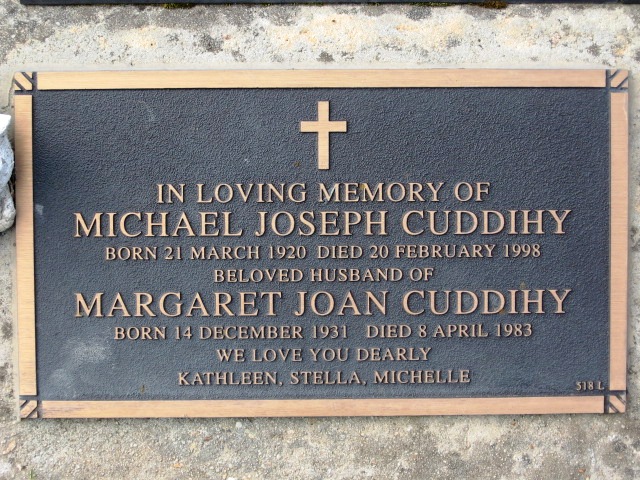 IN LOVING MEMORY OF
MICHAEL JOSEPH CUDDIHY
BORN 21 MARCH 1920 DIED 20 FEBRUARY 1998
BELOVED HUSBAND OF
MARGARET JOAN CUDDIHY
BORN 14 DECEMBER 1931 DIED 8 APRIL 1983
WE LOVE YOU DEARLY
KATHLEEN, STELLA, MICHELLE
518 L